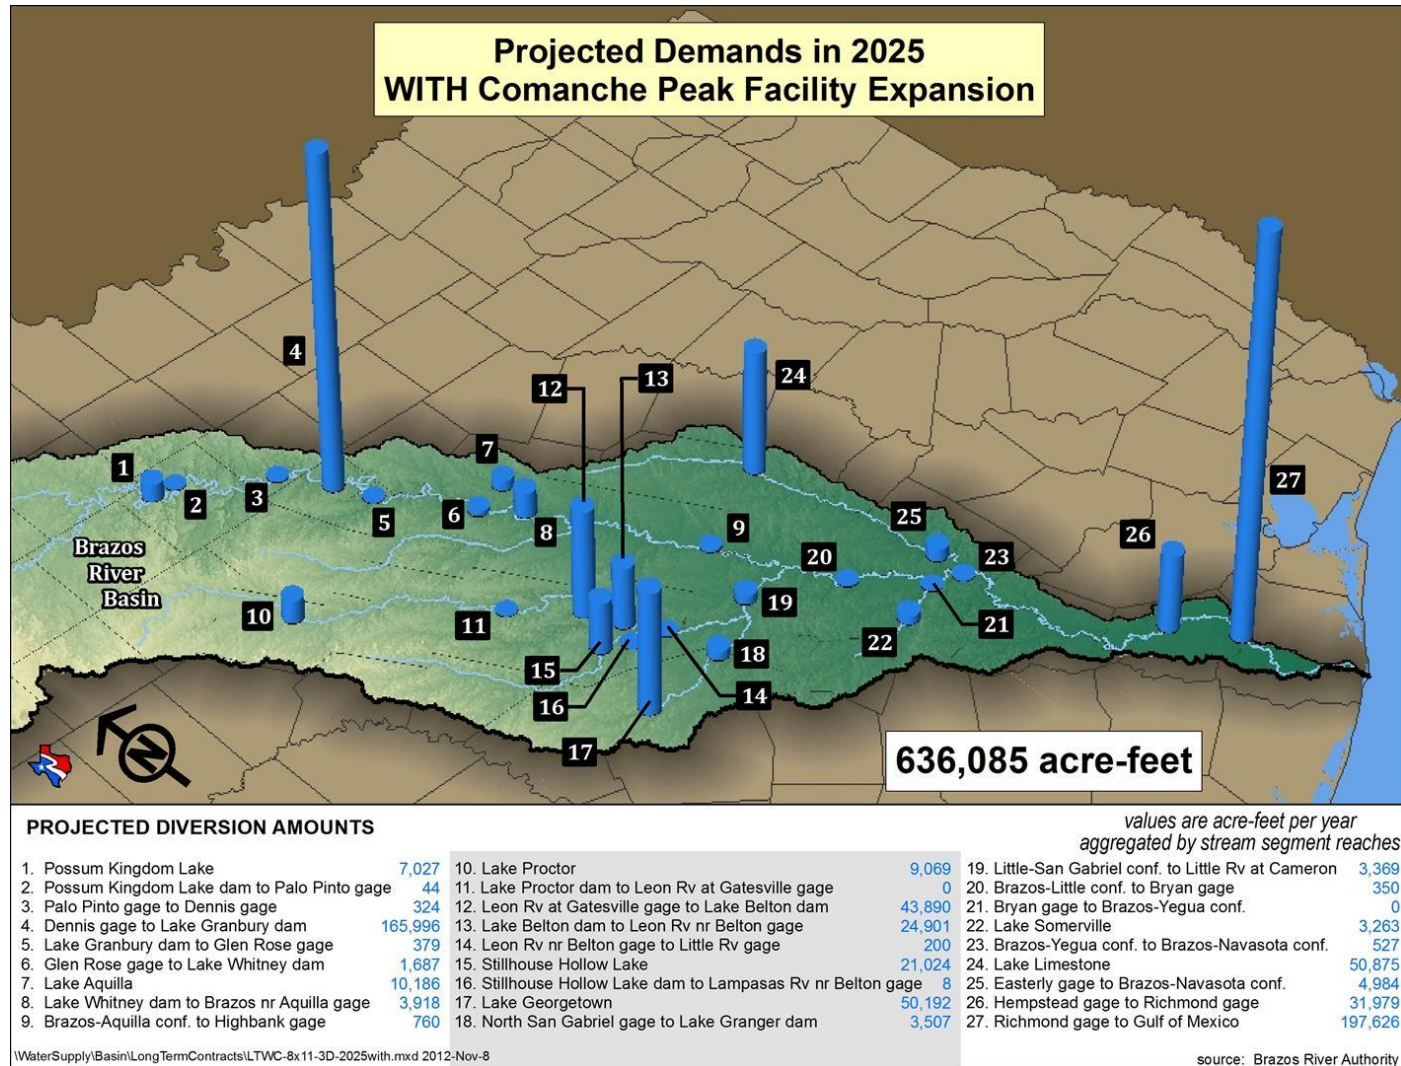 Projected Demands in 2025
WITH Comanche Peak Facility Expansion
1
2
3
4
5
6
7
8
9
10
11
12
13
14
15
16
17
18
19
20
21
22
23
24
25
26
27
Brazos
River
Basin
N
636,085 acre-feet
PROJECTED DIVERSION AMOUNTS
values are acre-feet per year
aggregated by stream segment reaches
1. Possum Kingdom Lake 7,027
2. Possum Kingdom Lake dam to Palo Pinto gage 44
3. Palo Pinto gage to Dennis gage 324
4. Dennis gage to Lake Granbury dam 165,996
5. Lake Granbury dam to Glen Rose gage 379
6. Glen Rose gage to Lake Whitney dam 1,687
7. Lake Aquilla 10,186
8. Lake Whitney dam to Brazos nr Aquilla gage 3,918
9. Brazos-Aquilla conf. to Highbank gage 760
10. Lake Proctor 9,069
11. Lake Proctor dam to Leon Rv at Gatesville gage 0
12. Leon Rv at Gatesville gage to Lake Belton dam 43,890
13. Lake Belton dam to Leon Rv nr Belton gage 24,901
14. Leon Rv nr Belton gage to Little Rv gage 200
15. Stillhouse Hollow Lake 21,024
16. Stillhouse Hollow Lake dam to Lampasas Rv nr Belton gage 8
17. Lake Georgetown 50,192
18. North San Gabriel gage to Lake Granger dam 3,507
19. Little-San Gabriel conf. to Little Rv at Cameron 3,369
20. Brazos-Little conf. to Bryan gage 350
21. Bryan gage to Brazos-Yegua conf. 0
22. Lake Somerville 3,263
23. Brazos-Yegua conf. to Brazos-Navasota conf. 527
24. Lake Limestone 50,875
25. Easterly gage to Brazos-Navasota conf. 4,984
26. Hempstead gage to Richmond gage 31,979
27. Richmond gage to Gulf of Mexico 197,626
\WaterSupply\Basin\LongTermContracts\LTWC-8x11-3D-2025with.mxd 2012-Nov-8
source: Brazos River Authority